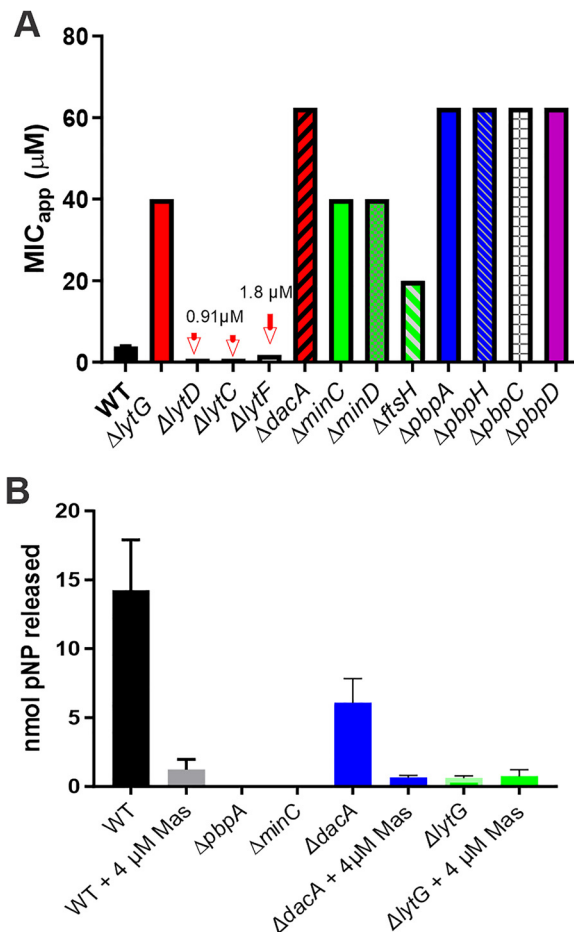 A
MICapp (μM)
80
60
40
20
0
0.91μM
1.8 μM
WT
ΔlytG
ΔlytD
ΔlytC
ΔlytF
ΔdacA
ΔminC
ΔminD
ΔftsH
ΔpbpA
ΔpbpH
ΔpbpC
ΔpbpD
B
nmol pNP released
20
15
10
5
0
WT
WT + 4 μM Mas
ΔpbpA
ΔminC
ΔdacA
ΔdacA + 4μM Mas
ΔlytG
ΔlytG + 4 μM Mas